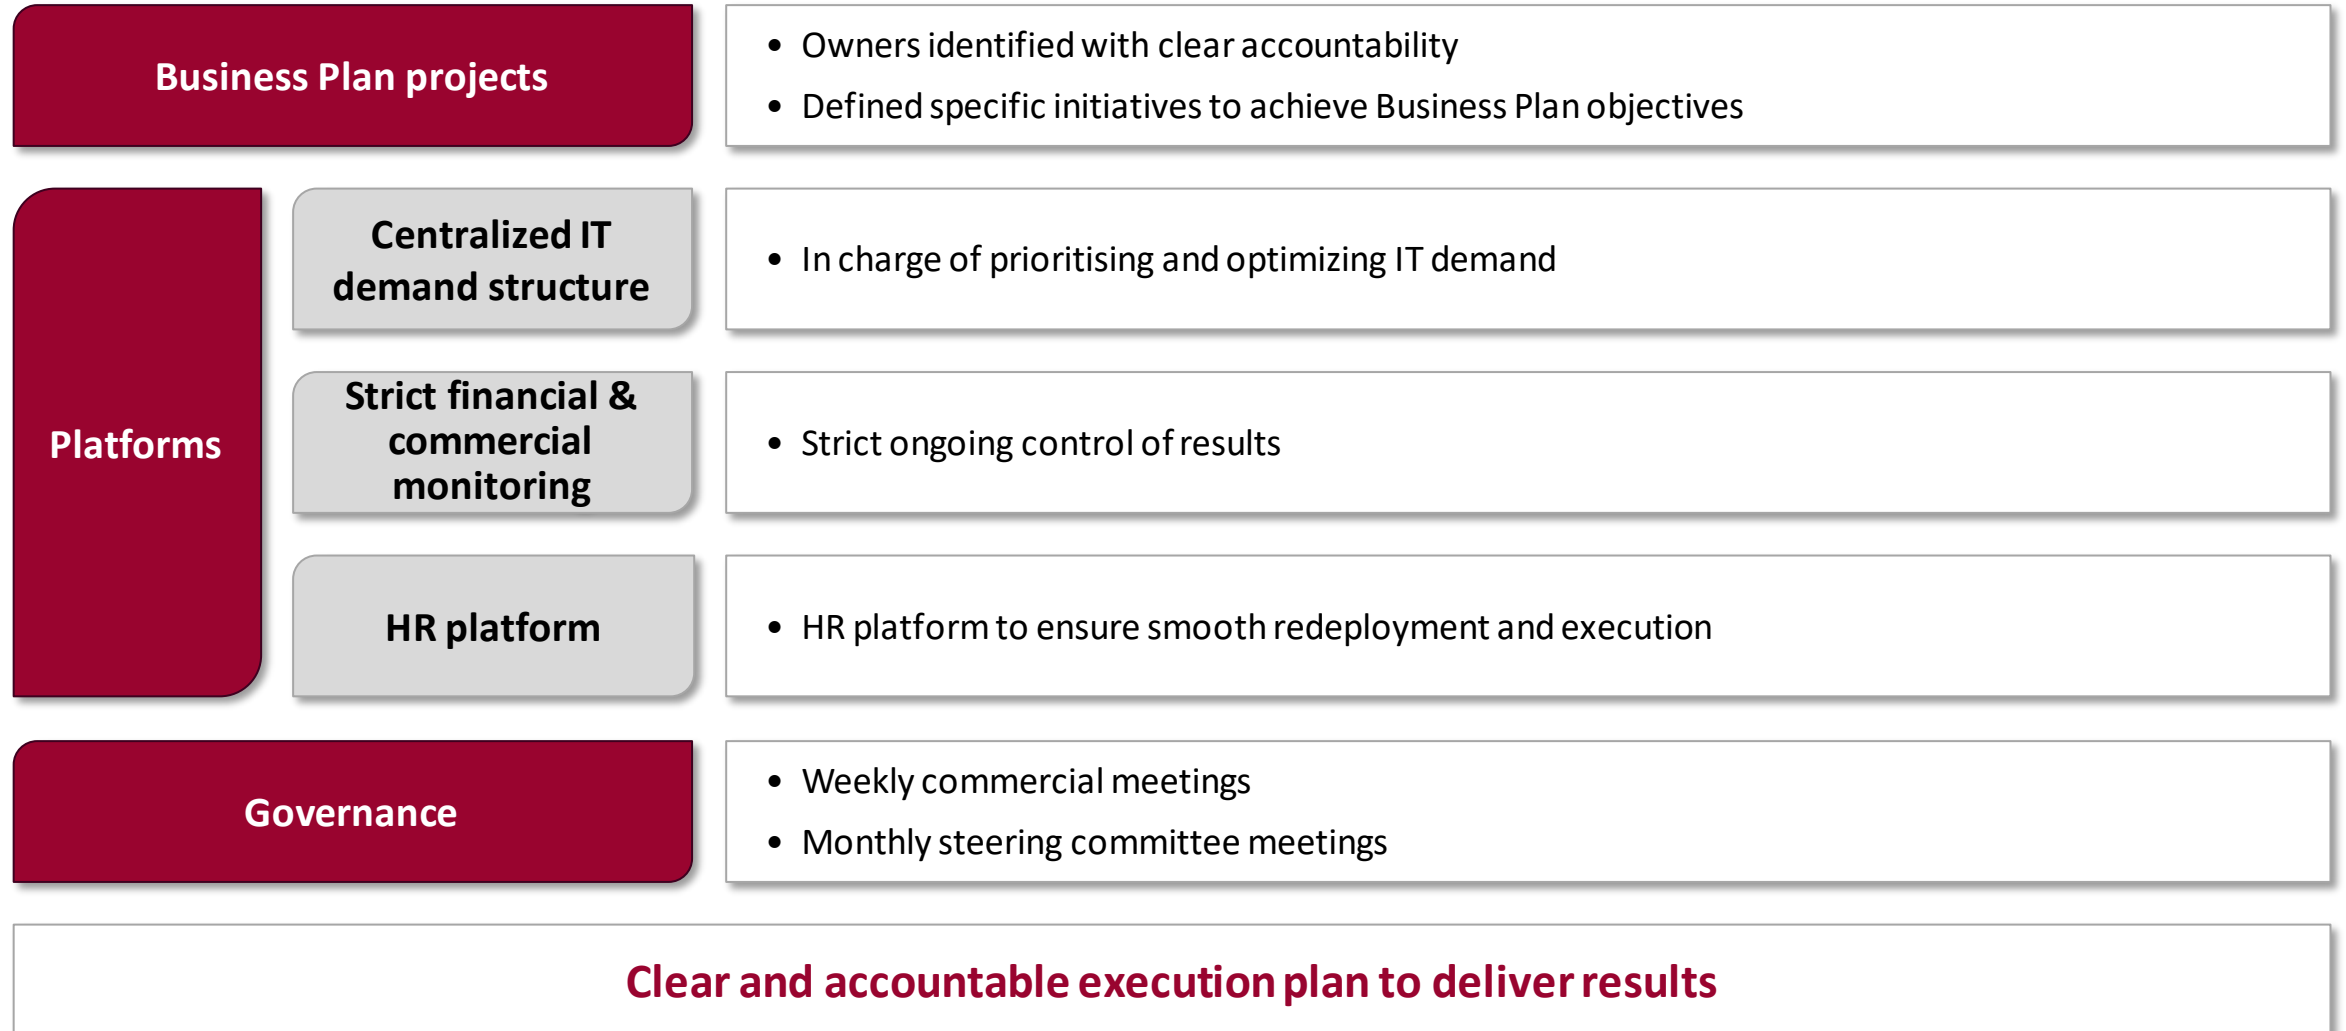 Business Plan projects
• Owners identified with clear accountability
• Defined specific initiatives to achieve Business Plan objectives
Platforms
Centralized IT
demand structure
• In charge of prioritising and optimizing IT demand
Strict financial &
commercial
monitoring
• Strict ongoing control of results
HR platform
• HR platform to ensure smooth redeployment and execution
Governance
• Weekly commercial meetings
• Monthly steering committee meetings
Clear and accountable execution plan to deliver results